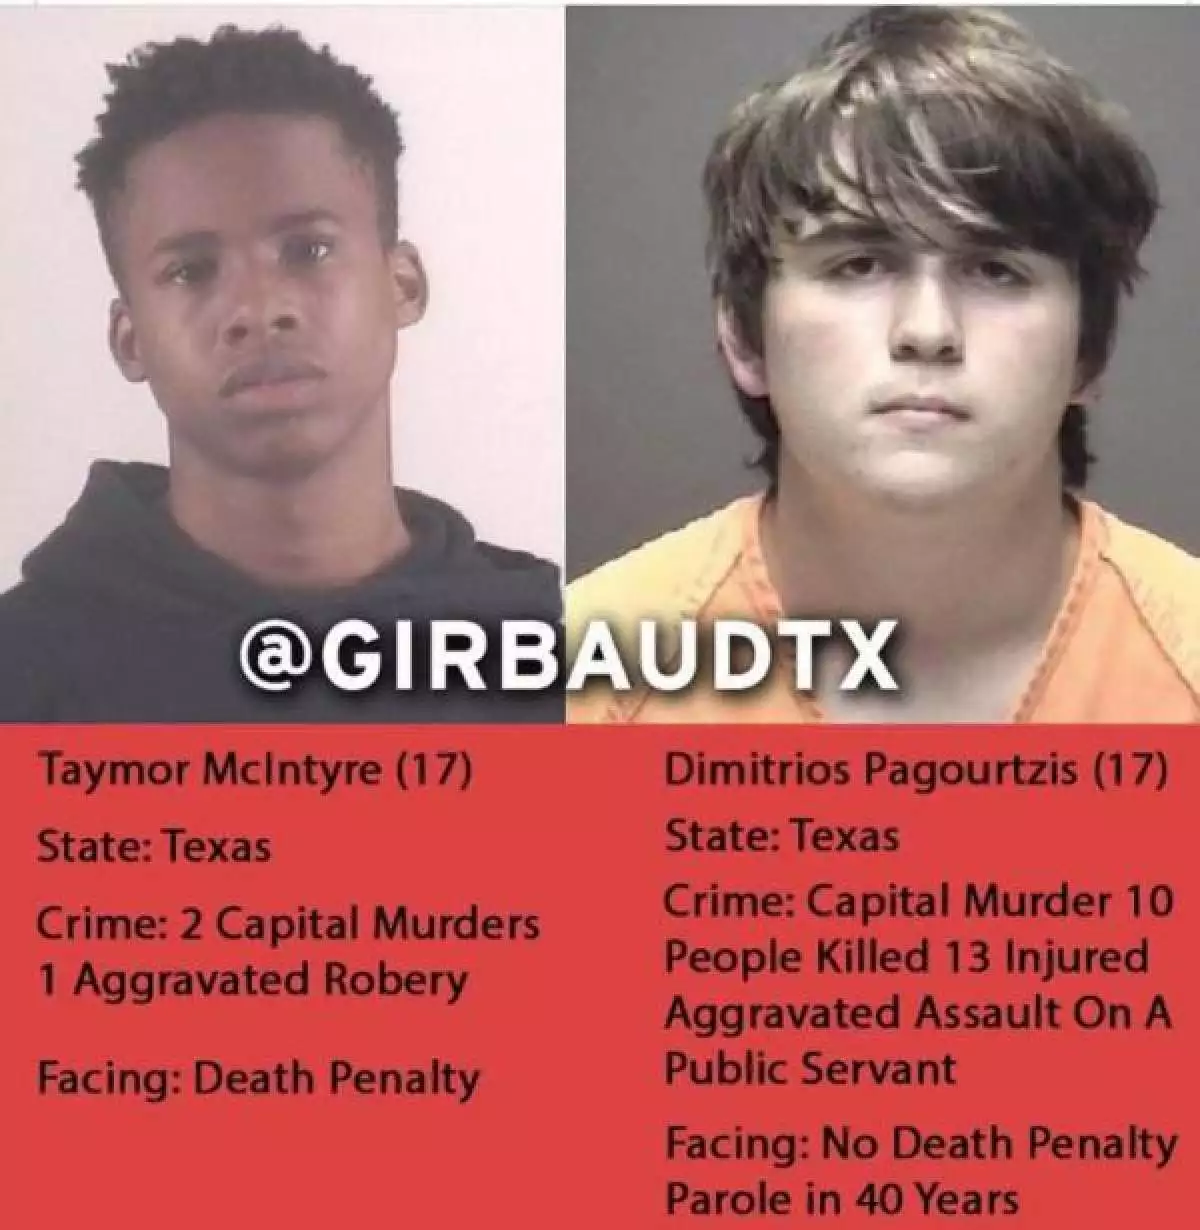 @GIRBAUDTX
Taymor McIntyre (17)
State: Texas
Crime: 2 Capital Murders
1 Aggravated Robery
Facing: Death Penalty
Dimitrios Pagourtzis (17)
State: Texas
Crime: Capital Murder 10
People Killed 13 Injured
Aggravated Assault On A
Public Servant
Facing: No Death Penalty
Parole in 40 Years